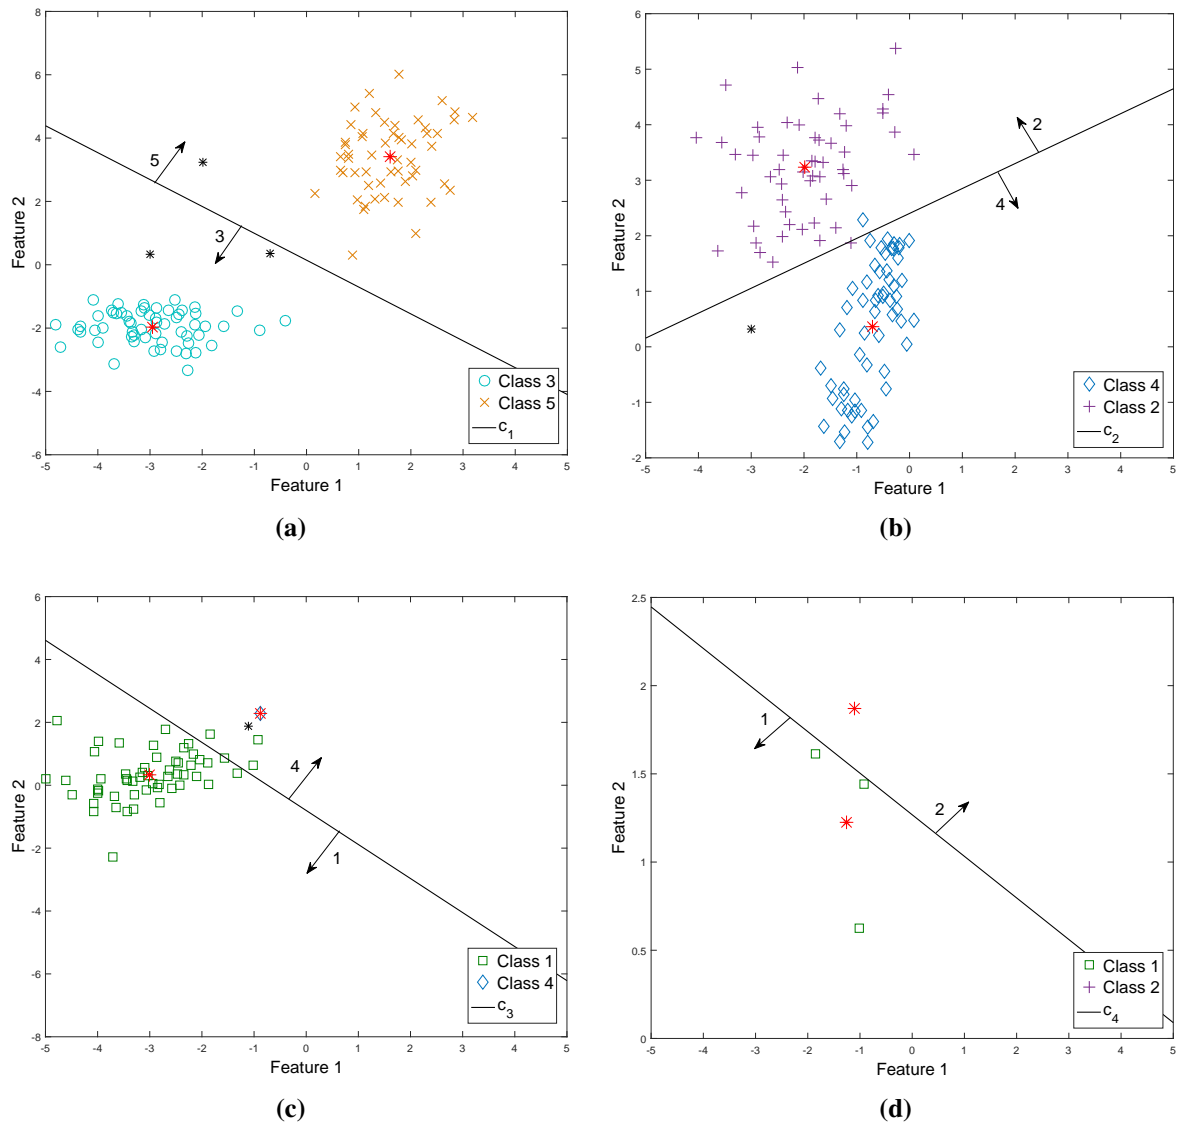 8
6
4
2
0
-2
-4
-6
-5 -4 -3 -2 -1 0 1 2 3 4 5
Feature 2
Feature 1
5
3
Class 3
Class 5
c1
(a)
6
5
4
3
2
1
0
-1
-2
-5 -4 -3 -2 -1 0 1 2 3 4 5
Feature 2
Feature 1
2
4
Class 4
Class 2
c2
(b)
6
4
2
0
-2
-4
-6
-8
-5 -4 -3 -2 -1 0 1 2 3 4 5
Feature 2
Feature 1
4
1
Class 1
Class 4
c3
(c)
2.5
2
1.5
1
0.5
0
-5 -4 -3 -2 -1 0 1 2 3 4 5
Feature 2
Feature 1
1
2
Class 1
Class 2
c4
(d)